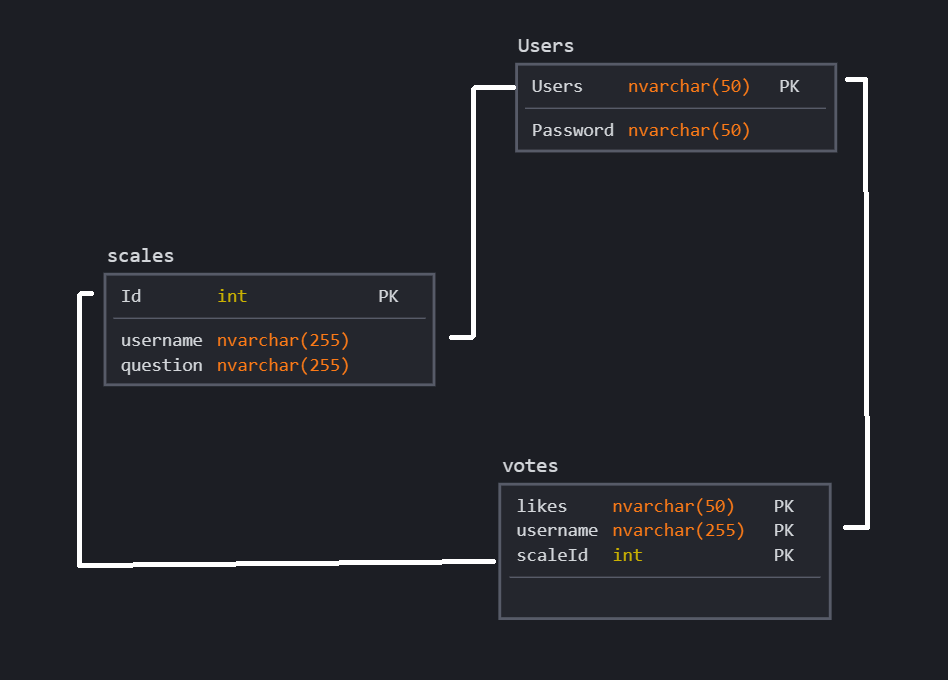 Users
Users nvarchar(50) PK
Password nvarchar(50)
scales
Id int PK
username nvarchar(255)
question nvarchar(255)
votes
likes nvarchar(50) PK
username nvarchar(255) PK
scaleId int PK